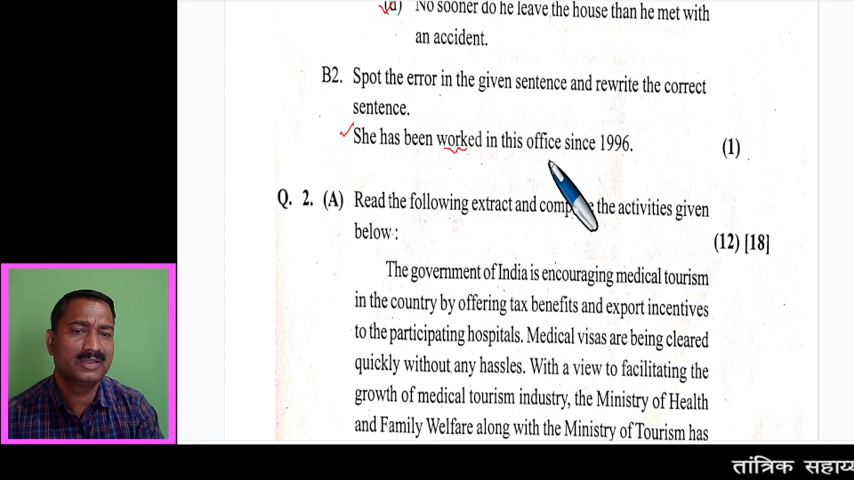 (d) No sooner do he leave the house than he met with
an accident.
B2. Spot the error in the given sentence and rewrite the correct
sentence.
She has been worked in this office since 1996. (1)
Q. 2. (A) Read the following extract and comp the activities given
below : (12) [18]
The government of India is encouraging medical tourism
in the country by offering tax benefits and export incentives
to the participating hospitals. Medical visas are being cleared
quickly without any hassles. With a view to facilitating the
growth of medical tourism industry, the Ministry of Health
and Family Welfare along with the Ministry of Tourism has
तांत्रिक सहाय्य